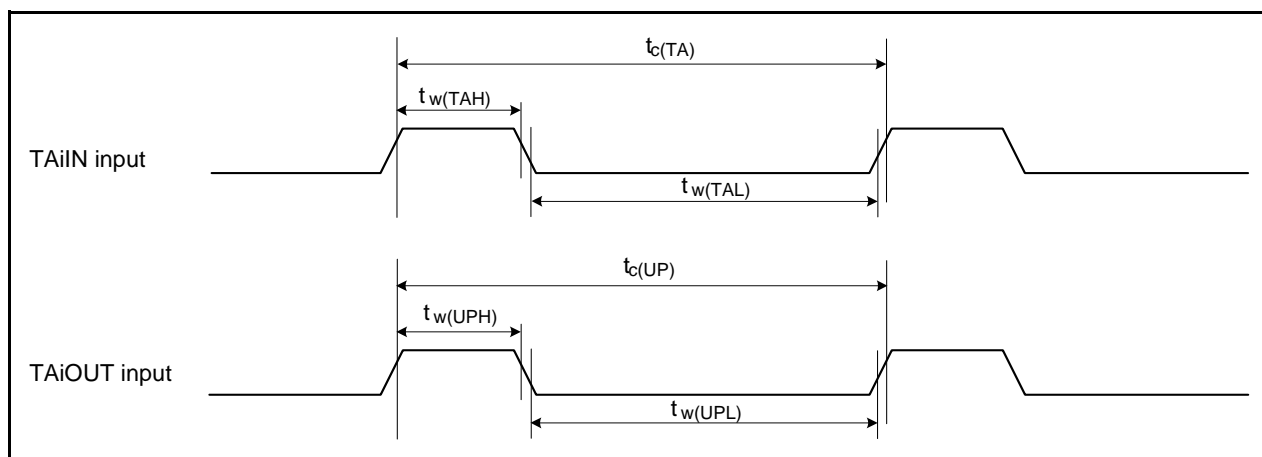 tc(TA)
tw(TAH)
TAiIN input
tw(TAL)
tc(UP)
tw(UPH)
TAiOUT input
tw(UPL)